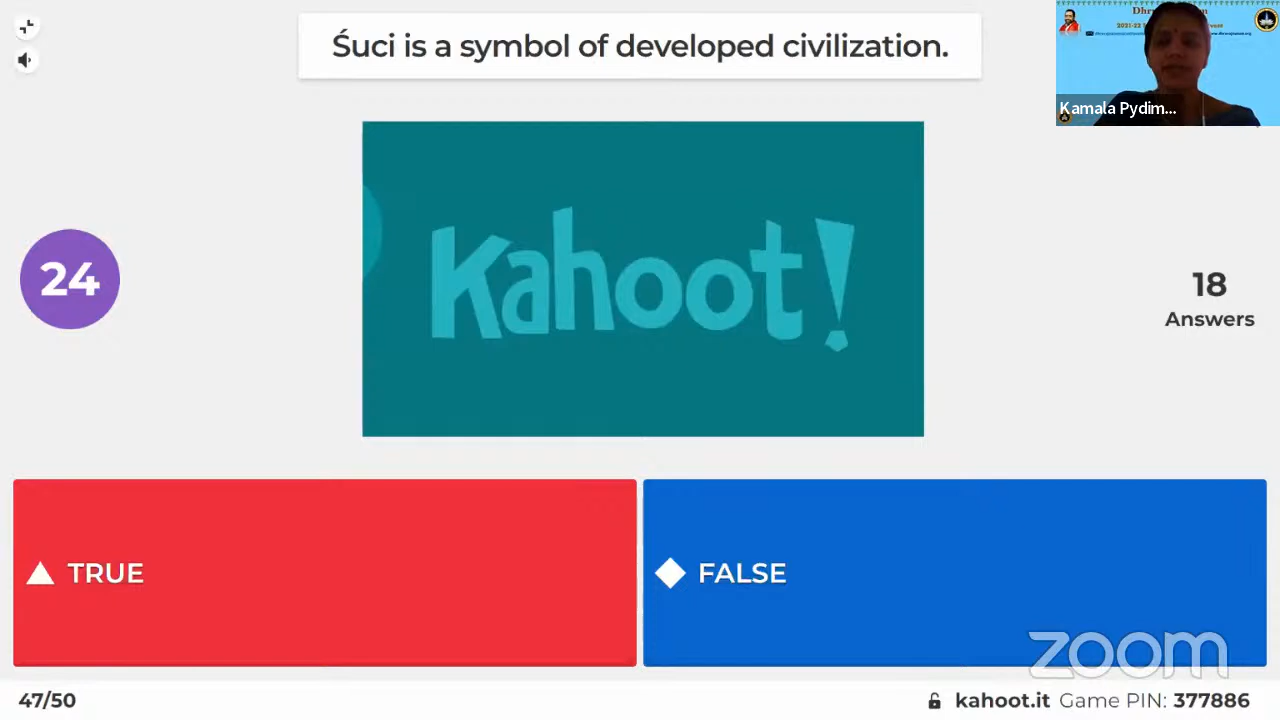 Śuci is a symbol of developed civilization.
Kamala Pydim...
24
Kahoot!
18
Answers
TRUE
FALSE
zoom
47/50
kahoot.it Game PIN: 377886